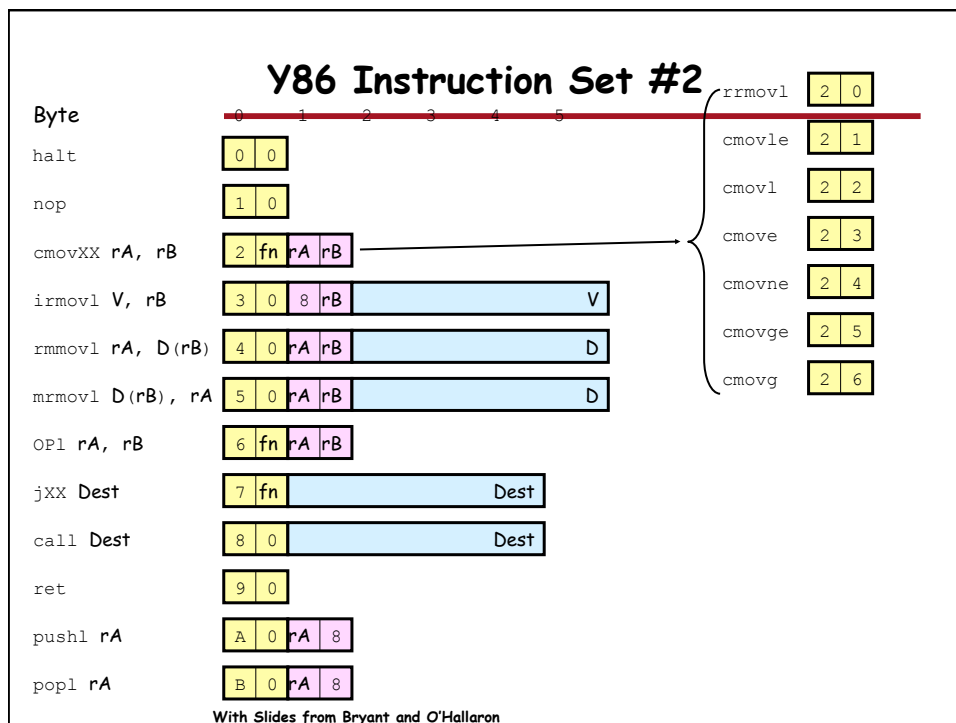 Y86 Instruction Set #2
Byte 0 1 2 3 4 5
halt 0 0
nop 1 0
cmovXX rA, rB 2 fn rA rB
irmovl V, rB 3 0 8 rB V
rmmovl rA, D(rB) 4 0 rA rB D
mrmovl D(rB), rA 5 0 rA rB D
OPl rA, rB 6 fn rA rB
jXX Dest 7 fn Dest
call Dest 8 0 Dest
ret 9 0
pushl rA A 0 rA 8
popl rA B 0 rA 8
rrmovl 2 0
cmovle 2 1
cmovl 2 2
cmove 2 3
cmovne 2 4
cmovge 2 5
cmovg 2 6
With Slides from Bryant and O'Hallaron